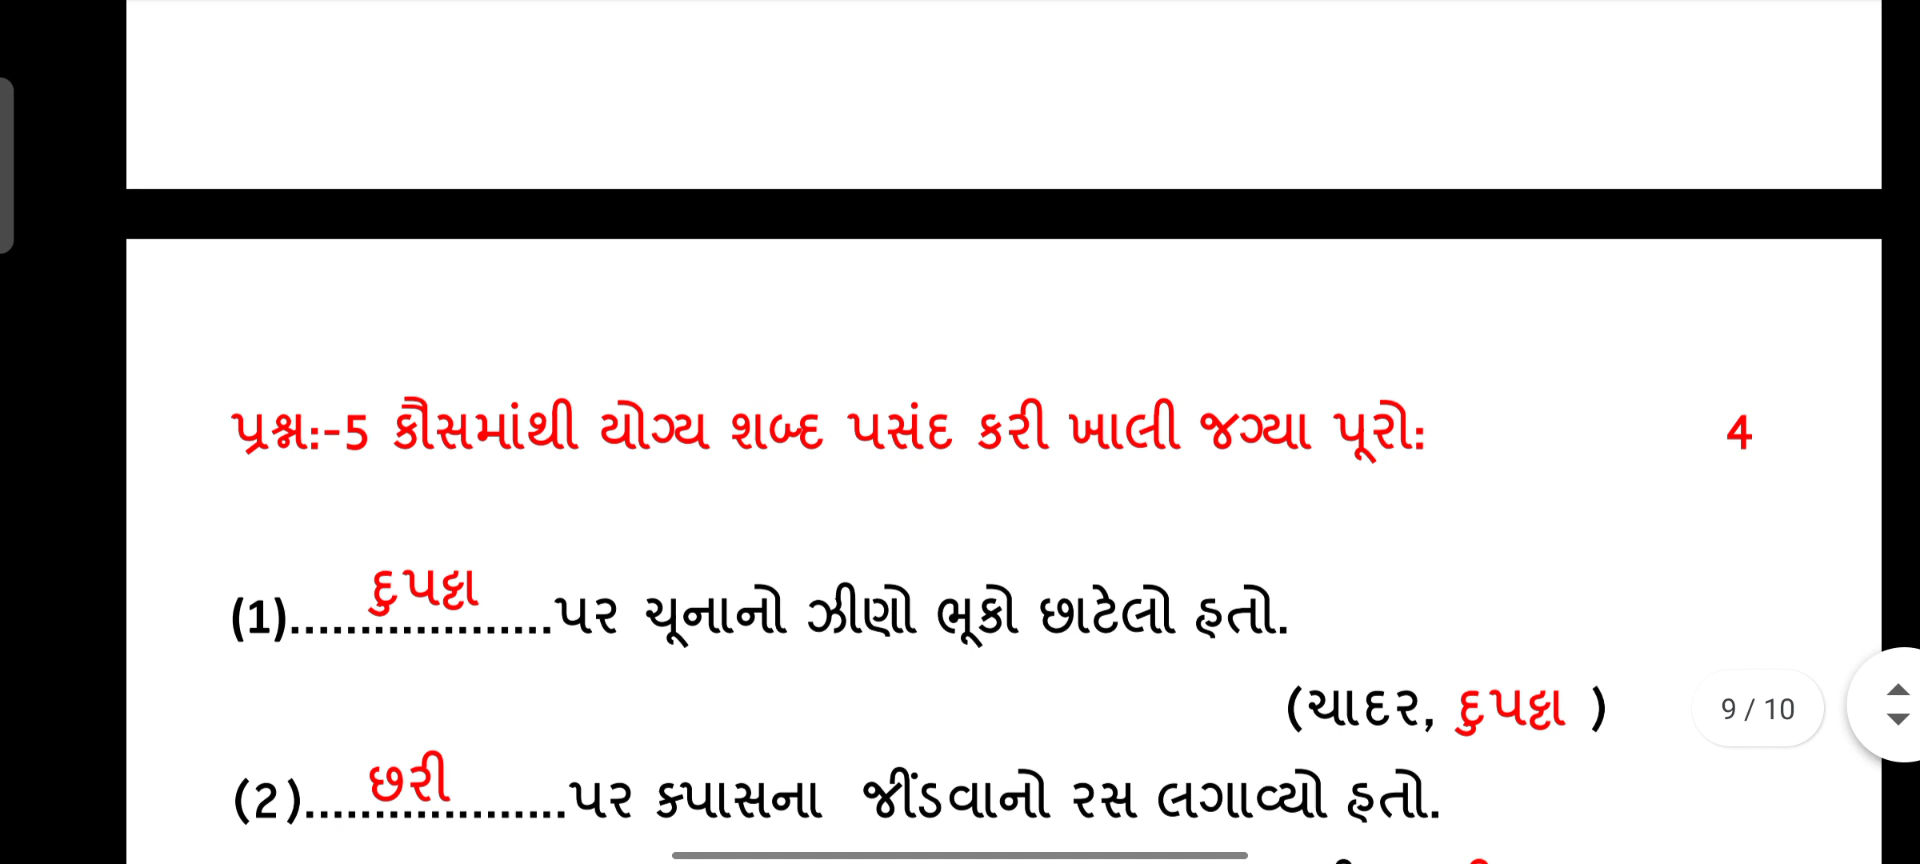 પ્રશ્ન:-5 કૌસમાંથી યોગ્ય શબ્દ પસંદ કરી ખાલી જગ્યા પૂરો: 4
(1).....દુપટ્ટા.....પર ચૂનાનો ઝીણો ભૂકો છાટેલો હતો.
(ચાદર, દુપટ્ટા )
9 / 10
(2).....છરી.....પર કપાસના જીંડવાનો રસ લગાવ્યો હતો.